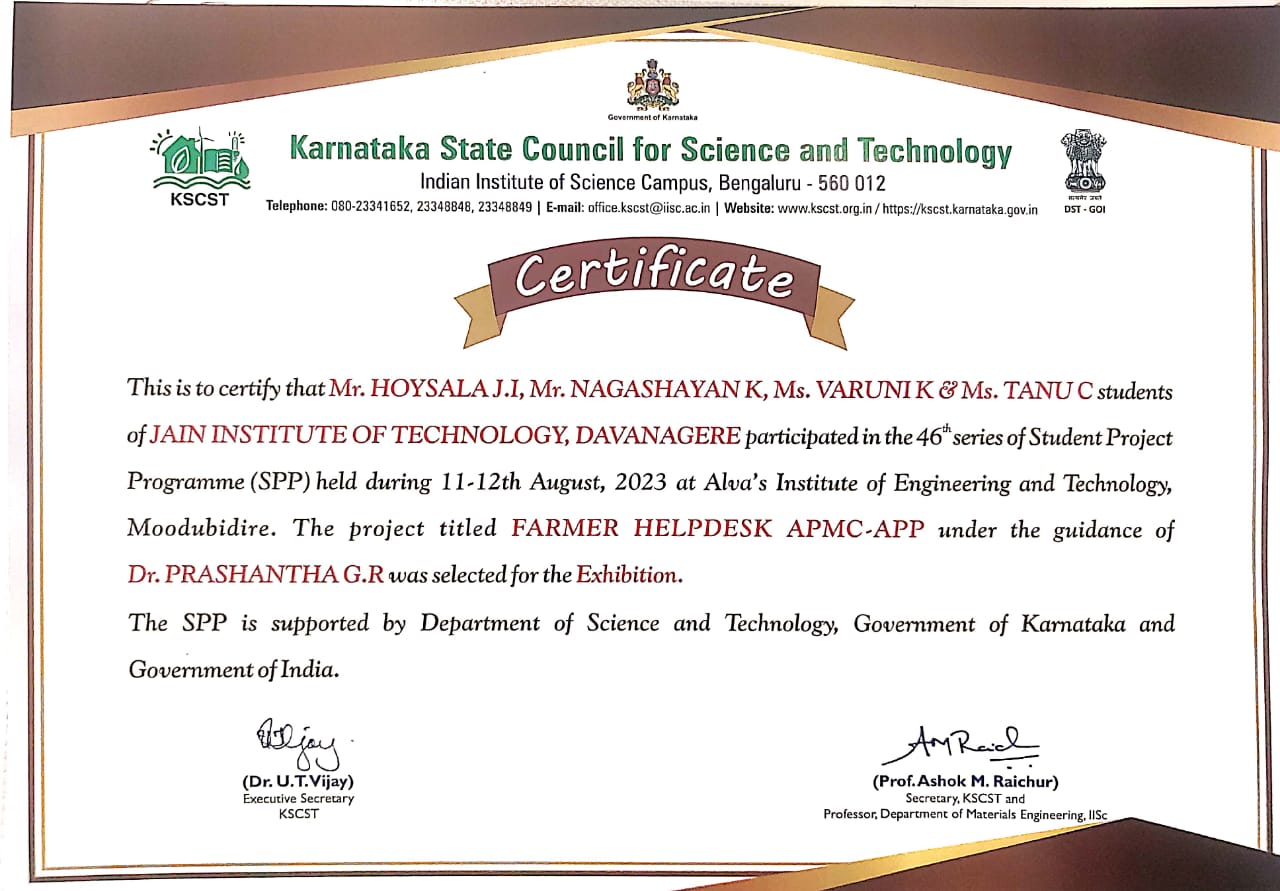 Government of Karnataka
KSCST
Karnataka State Council for Science and Technology
Indian Institute of Science Campus, Bengaluru - 560 012
Telephone: 080-23341652, 23348848, 23348849 | E-mail: office.kscst@iisc.ac.in | Website: www.kscst.org.in / https://kscst.karnataka.gov.in
सत्यमेव जयते
DST - GOI
Certificate
This is to certify that Mr. HOYSALA J.I, Mr. NAGASHAYAN K, Ms. VARUNI K & Ms. TANU C students
of JAIN INSTITUTE OF TECHNOLOGY, DAVANAGERE participated in the 46th series of Student Project
Programme (SPP) held during 11-12th August, 2023 at Alva's Institute of Engineering and Technology,
Moodubidire. The project titled FARMER HELPDESK APMC-APP under the guidance of
Dr. PRASHANTHA G.R was selected for the Exhibition.
The SPP is supported by Department of Science and Technology, Government of Karnataka and
Government of India.
(Dr. U.T.Vijay)
Executive Secretary
KSCST
AMRaich
(Prof. Ashok M. Raichur)
Secretary, KSCST and
Professor, Department of Materials Engineering, IISc